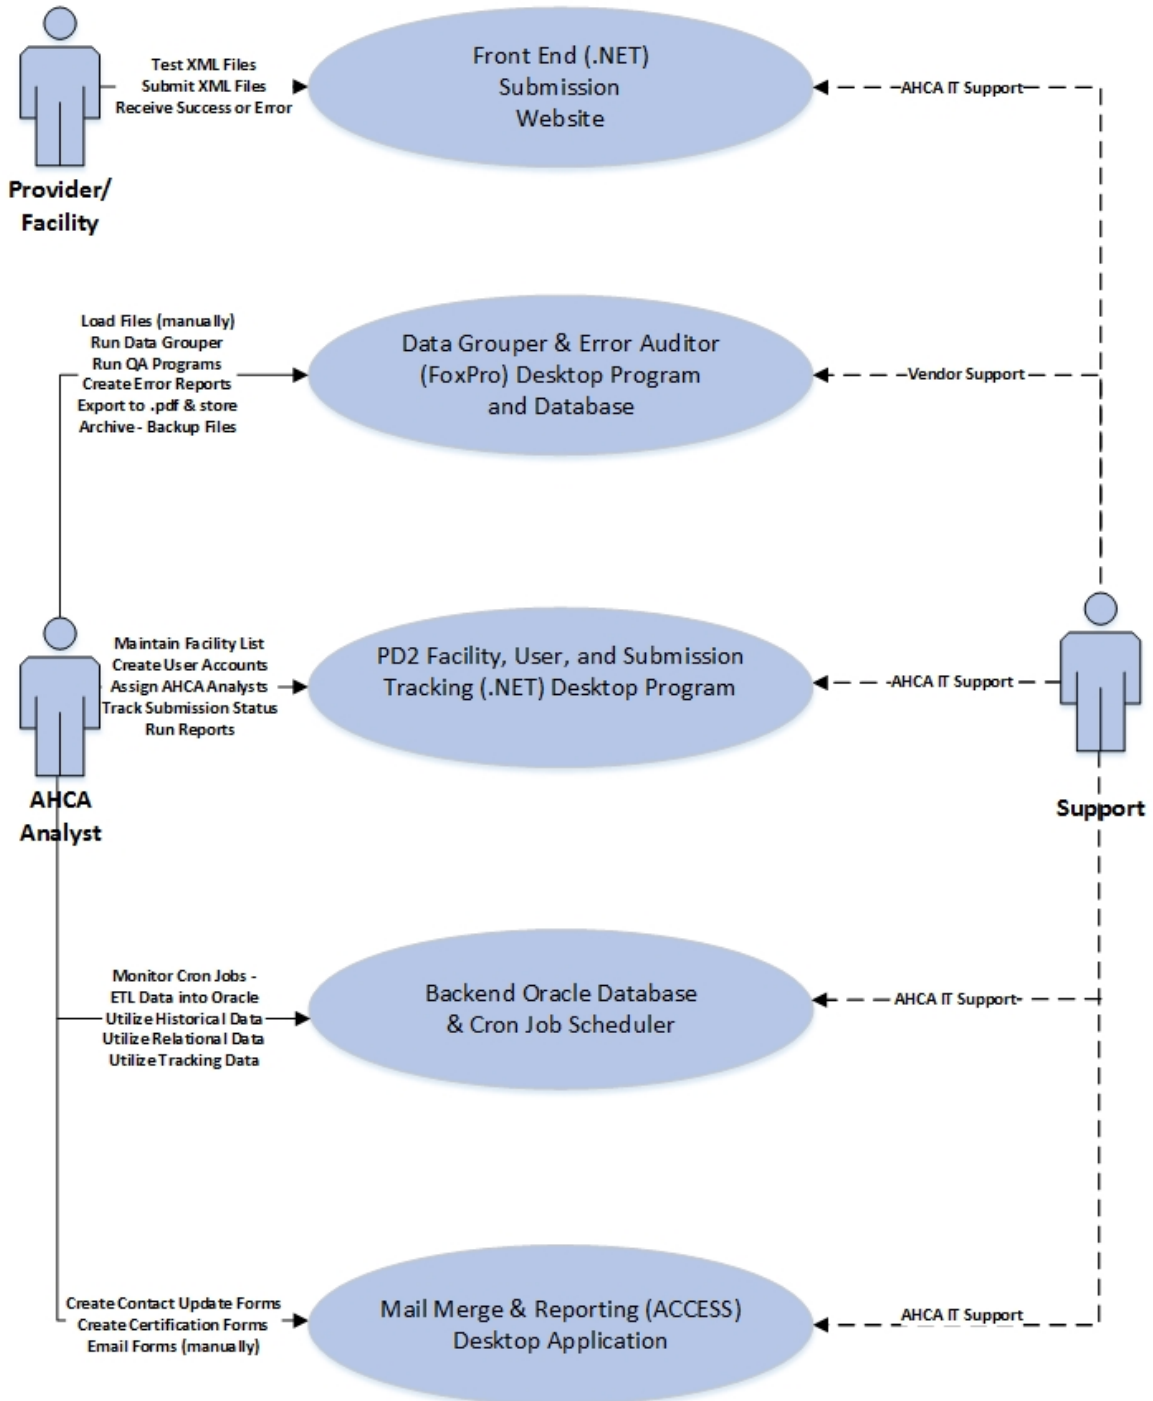 Test XML Files
Submit XML Files
Receive Success or Error
Front End (.NET)
Submission
Website
AHCA IT Support
Provider/
Facility
Load Files (manually)
Run Data Grouper
Run QA Programs
Create Error Reports
Export to .pdf & store
Archive - Backup Files
Data Grouper & Error Auditor
(FoxPro) Desktop Program
and Database
Vendor Support
Maintain Facility List
Create User Accounts
Assign AHCA Analysts
Track Submission Status
Run Reports
PD2 Facility, User, and Submission
Tracking (.NET) Desktop Program
AHCA IT Support
AHCA
Analyst
Support
Monitor Cron Jobs -
ETL Data into Oracle
Utilize Historical Data
Utilize Relational Data
Utilize Tracking Data
Backend Oracle Database
& Cron Job Scheduler
AHCA IT Support
Create Contact Update Forms
Create Certification Forms
Email Forms (manually)
Mail Merge & Reporting (ACCESS)
Desktop Application
AHCA IT Support